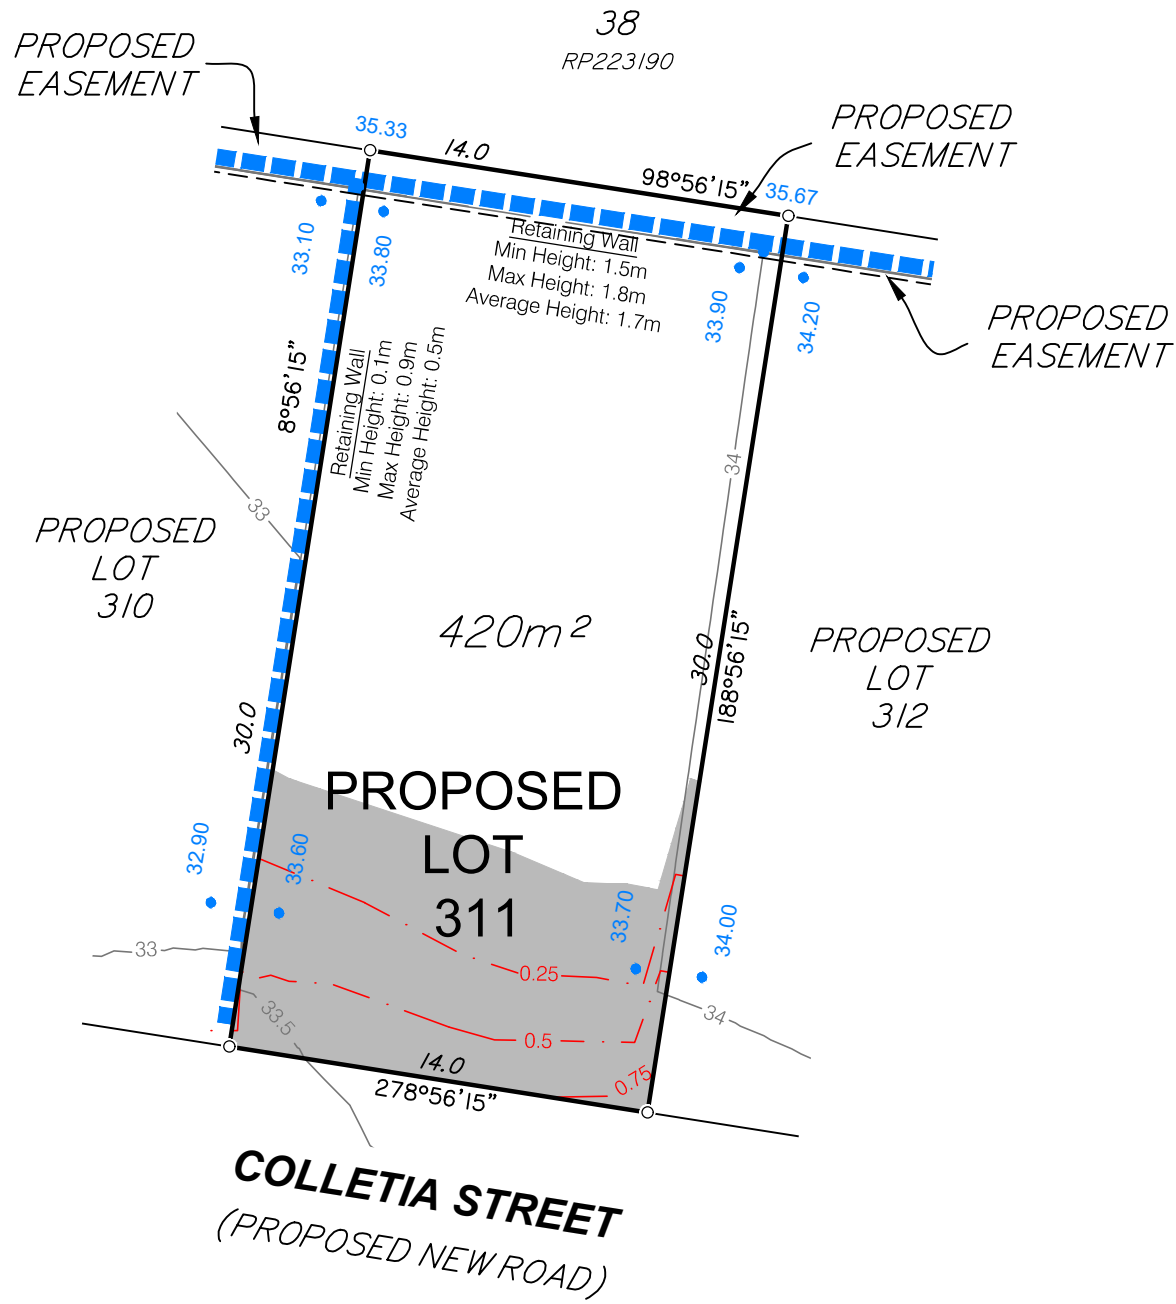 38
RP223190
PROPOSED
EASEMENT
PROPOSED
EASEMENT
35.33
14.0
98°56'15"
35.67
33.10
33.80
Retaining Wall
Min Height: 1.5m
Max Height: 1.8m
Average Height: 1.7m
33.90
34.20
PROPOSED
EASEMENT
8°56'15"
Retaining Wall
Min Height: 0.1m
Max Height: 0.9m
Average Height: 0.5m
34
33
PROPOSED
LOT
310
420m²
30.0
188°56'15"
PROPOSED
LOT
312
30.0
PROPOSED
LOT
311
32.90
33.60
33.70
34.00
33
0.25
33.5
34
0.5
0.75
14.0
278°56'15"
COLLETIA STREET
(PROPOSED NEW ROAD)